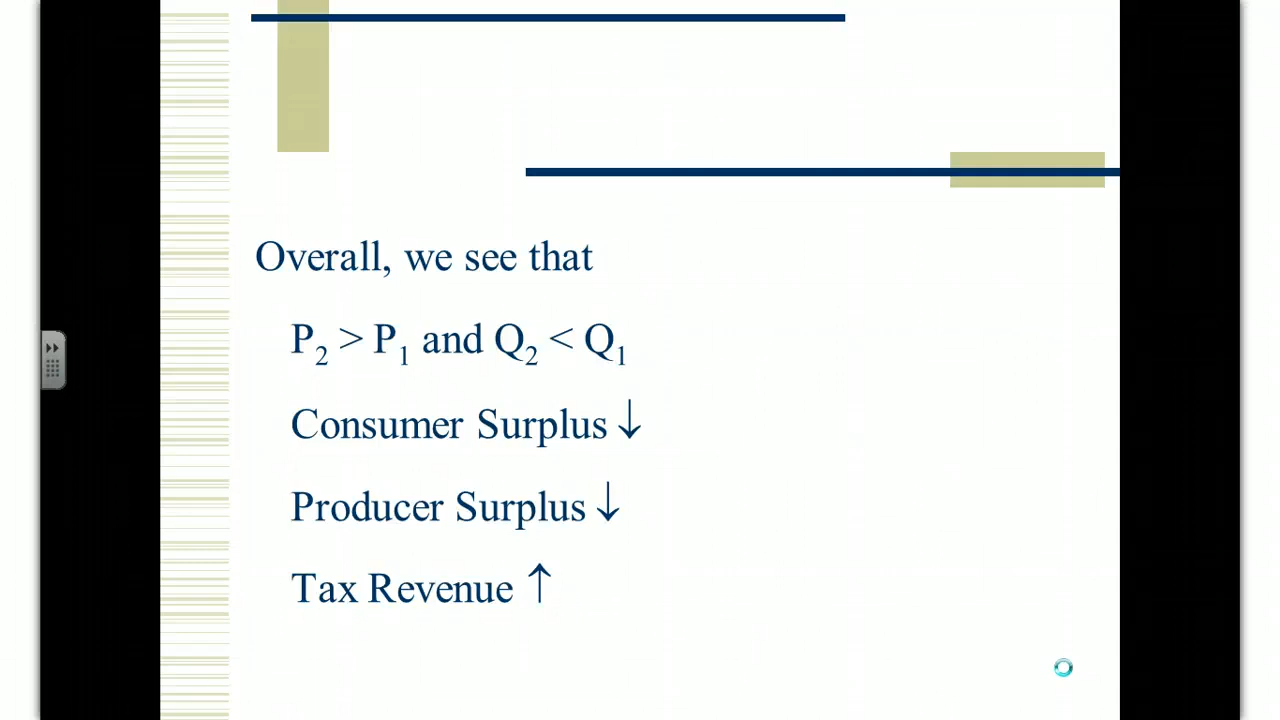 Overall, we see that
P₂ > P₁ and Q₂ < Q₁
Consumer Surplus ↓
Producer Surplus ↓
Tax Revenue ↑